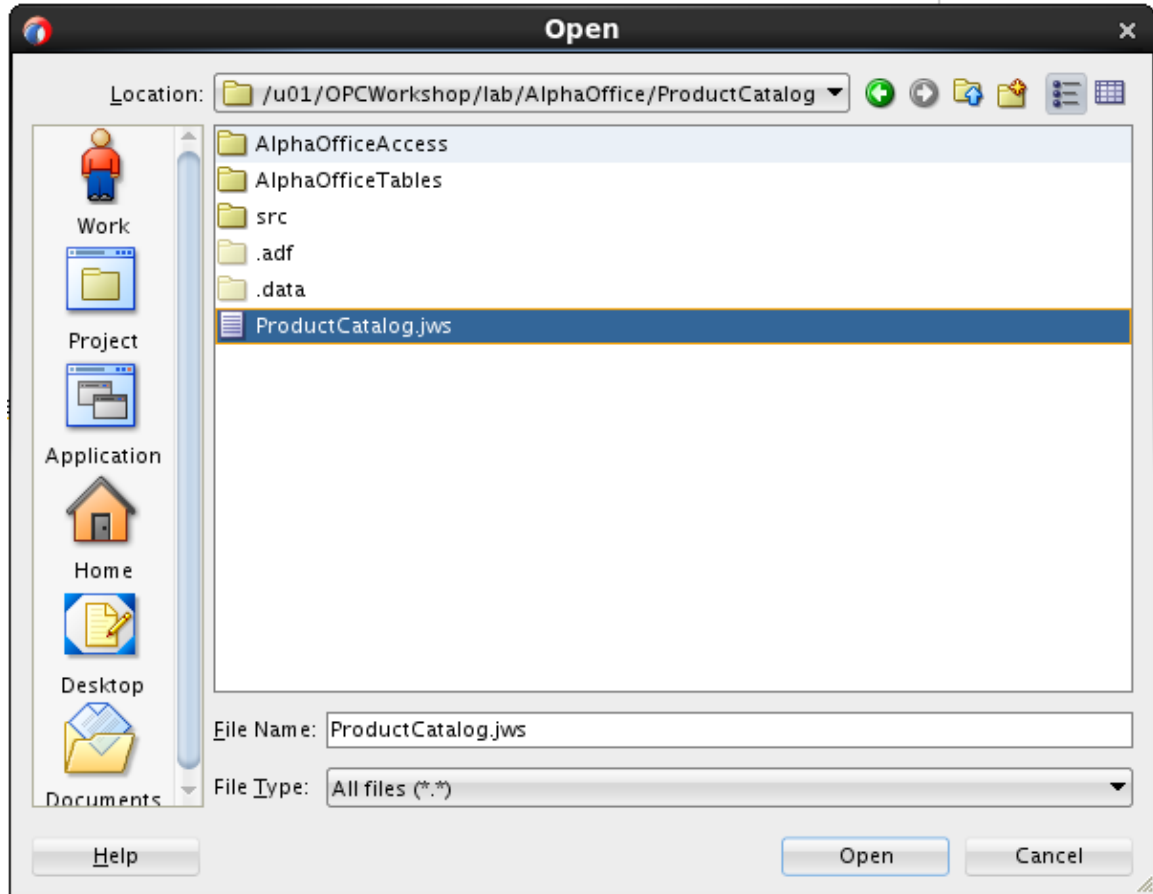 Open
Location: /u01/OPCWorkshop/lab/AlphaOffice/ProductCatalog
Work
Project
Application
Home
Desktop
Documents
AlphaOfficeAccess
AlphaOfficeTables
src
.adf
.data
ProductCatalog.jws
File Name: ProductCatalog.jws
File Type: All files (*.*)
Help
Open
Cancel